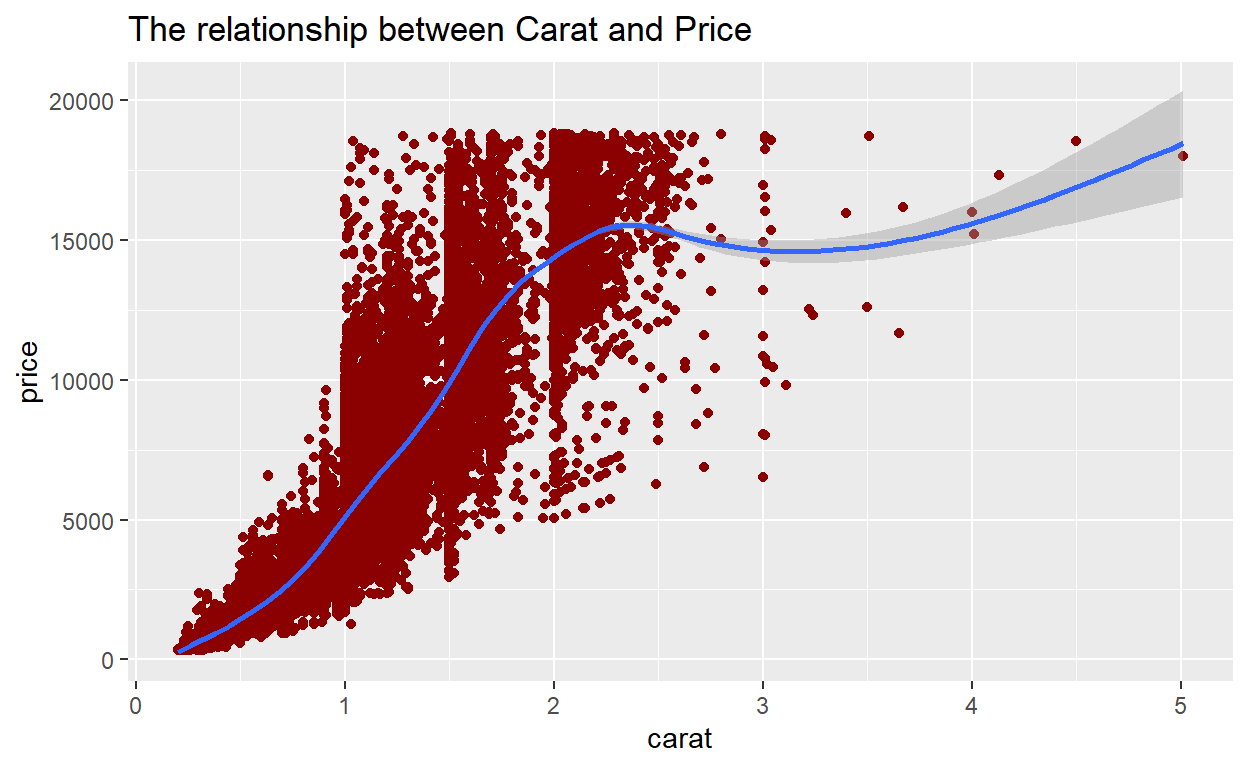 The relationship between Carat and Price
20000
15000
10000
5000
0
price
0 1 2 3 4 5
carat